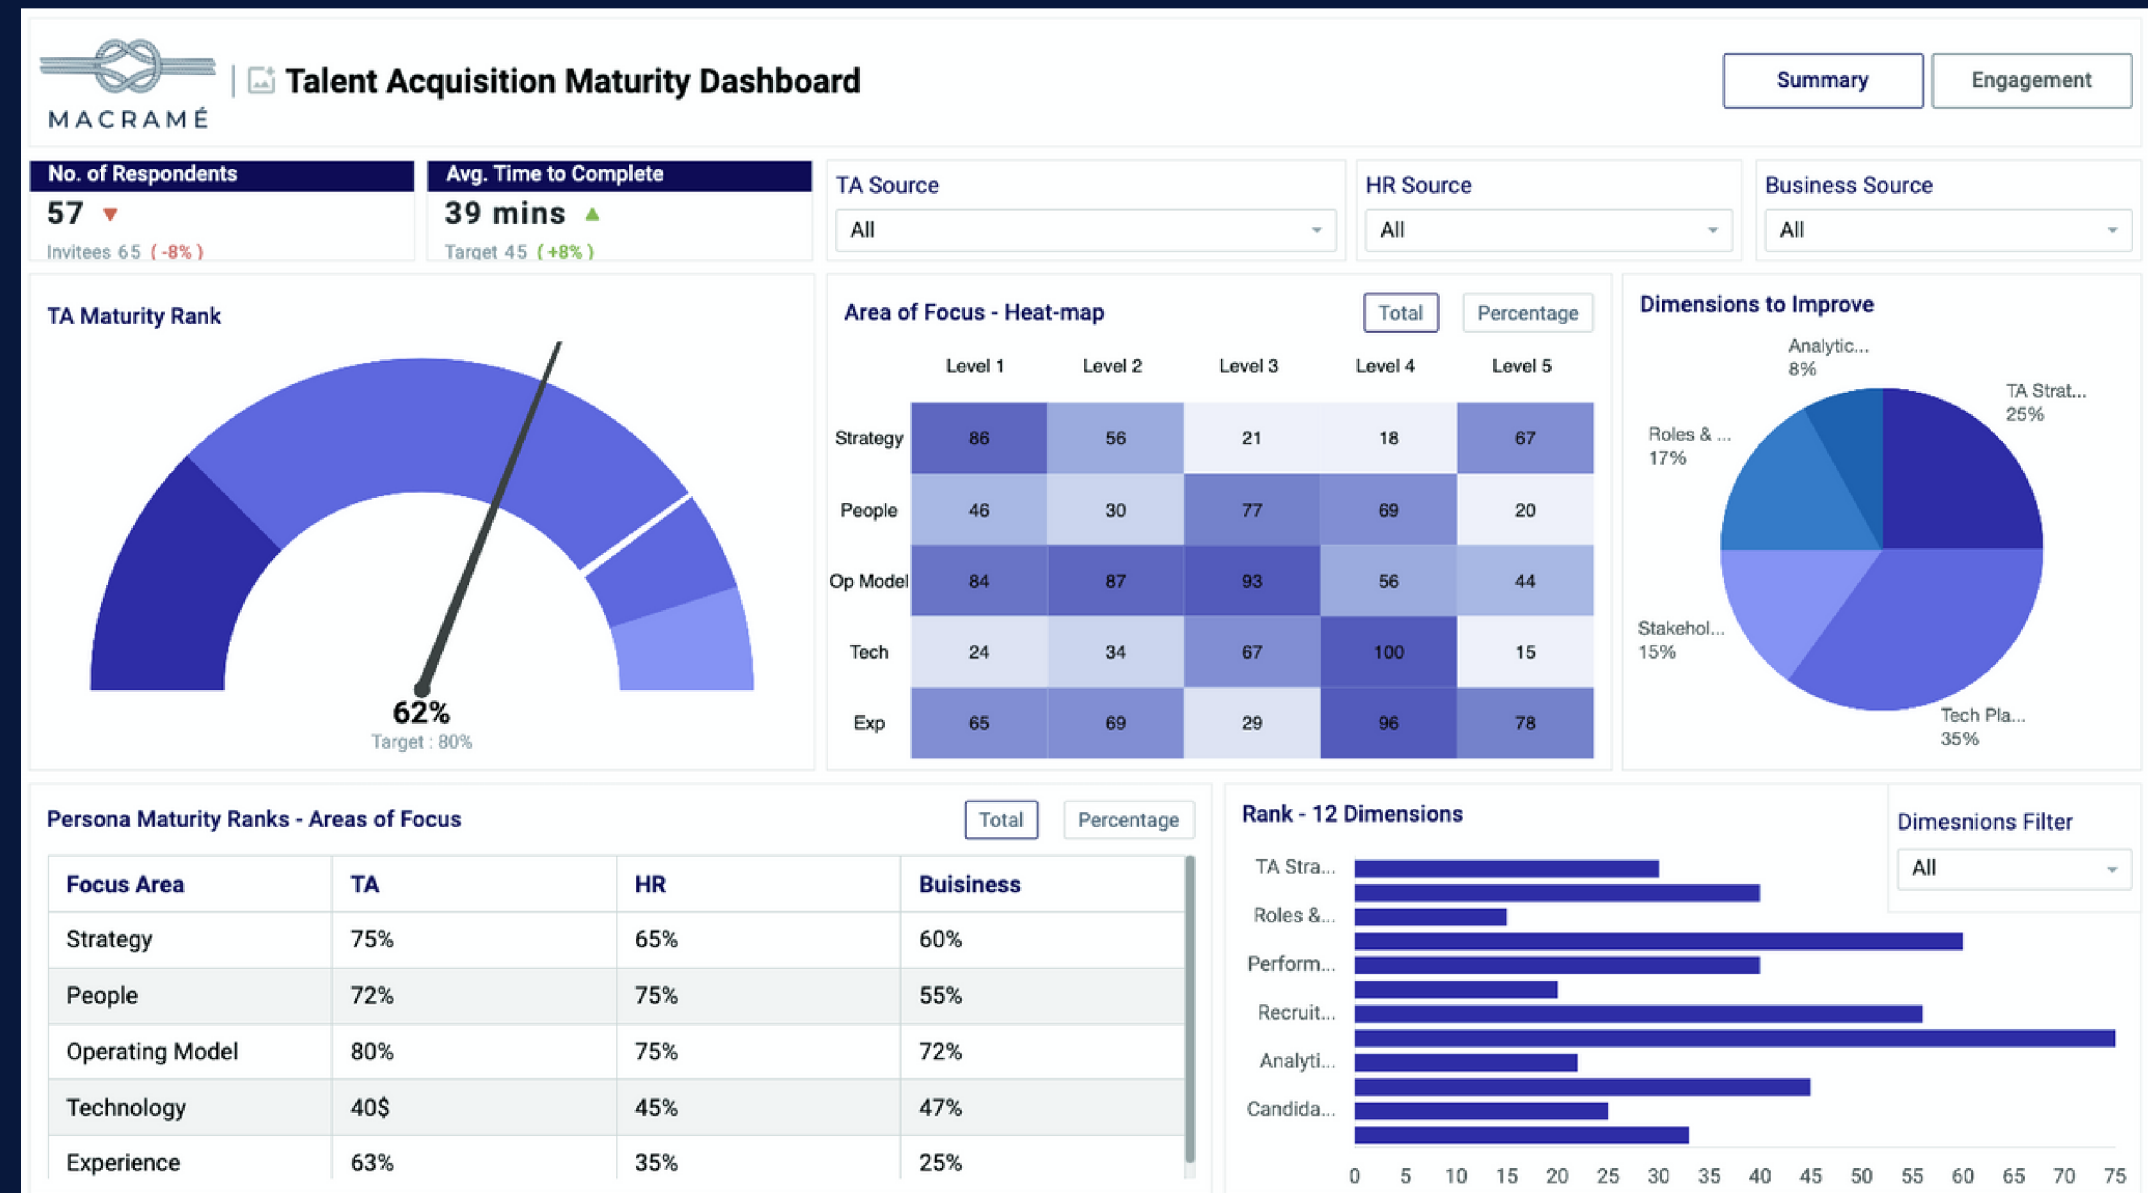 MACRAMÉ
Talent Acquisition Maturity Dashboard
Summary
Engagement
No. of Respondents
57
Invitees 65 ( -8% )
Avg. Time to Complete
39 mins
Target 45 ( +8% )
TA Source
All
HR Source
All
Business Source
All
TA Maturity Rank
62%
Target : 80%
Area of Focus - Heat-map
Total
Percentage
Level 1 Level 2 Level 3 Level 4 Level 5
Strategy 86 56 21 18 67
People 46 30 77 69 20
Op Model 84 87 93 56 44
Tech 24 34 67 100 15
Exp 65 69 29 96 78
Dimensions to Improve
Analytic...
8%
TA Strat...
25%
Roles & ...
17%
Stakehol...
15%
Tech Pla...
35%
Persona Maturity Ranks - Areas of Focus
Total
Percentage
Focus Area TA HR Buisiness
Strategy 75% 65% 60%
People 72% 75% 55%
Operating Model 80% 75% 72%
Technology 40$ 45% 47%
Experience 63% 35% 25%
Rank - 12 Dimensions
Dimesnions Filter
All
TA Stra...
Roles &...
Perform...
Recruit...
Analyti...
Candida...
0 5 10 15 20 25 30 35 40 45 50 55 60 65 70 75